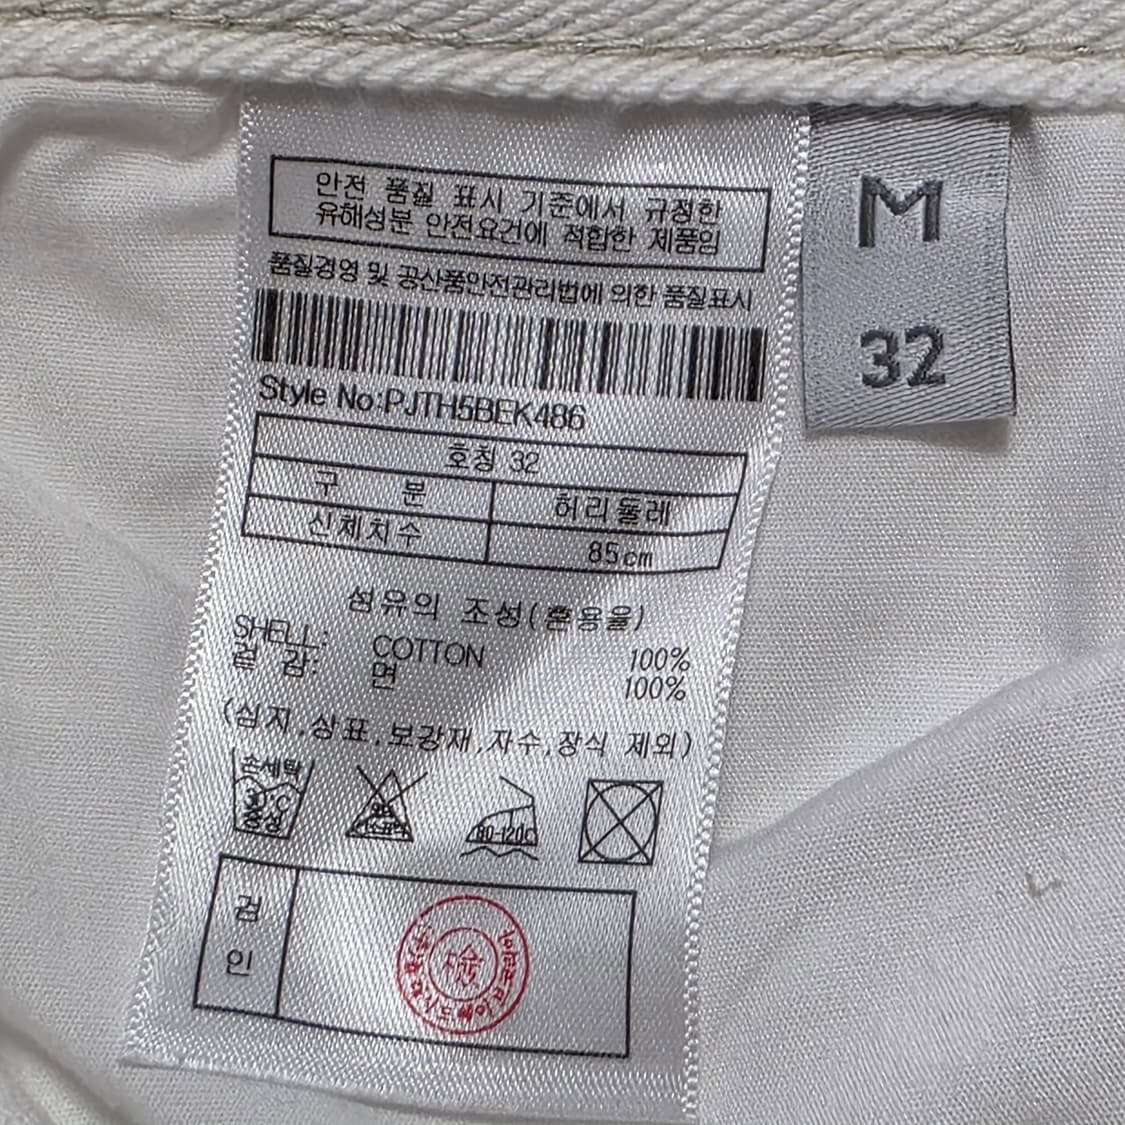 안전 품질 표시 기준에서 규정한
유해성분 안전요건에 적합한 제품임
품질경영 및 공산품안전관리법에 의한 품질표시
Style No:PJTH5BEK486
호칭 32
구 분 허리둘레
신체치수 85cm
섬유의 조성(혼용율)
SHELL: COTTON 100%
겉 감: 면 100%
(심지,상표,보강재,자수,장식 제외)
손세탁
80-120℃
중성
검
인
檢
M
32